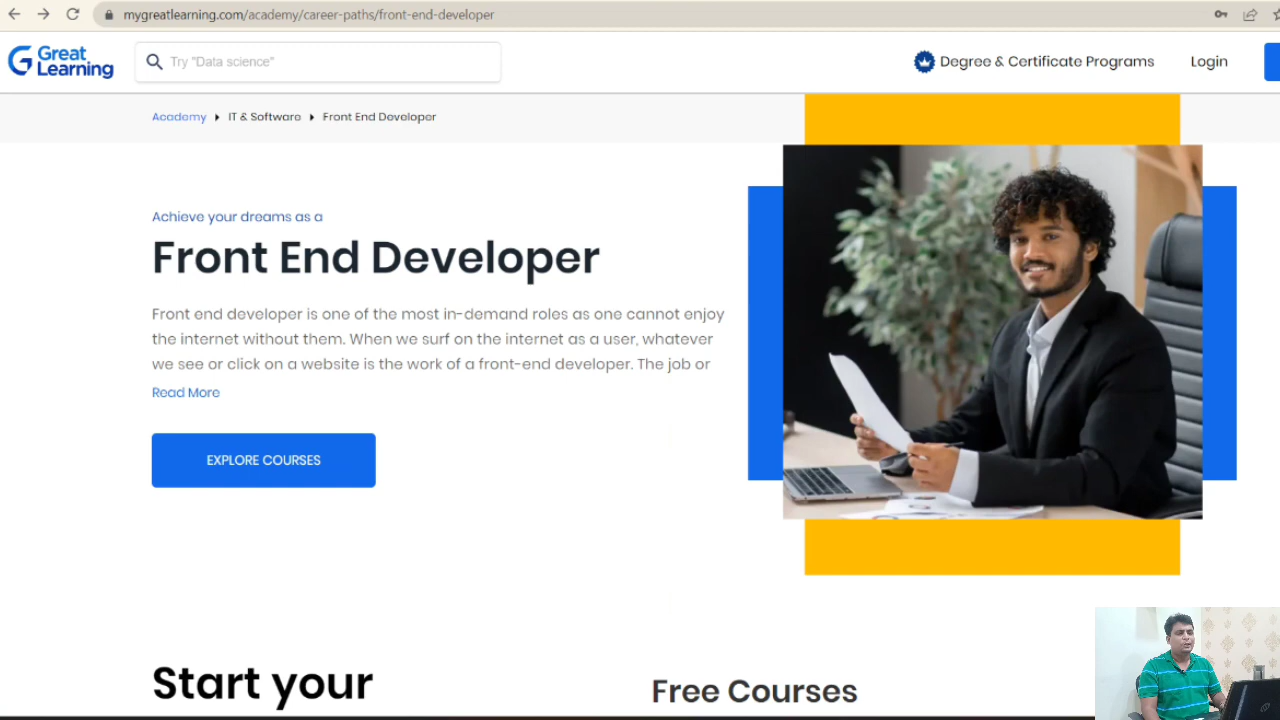 mygreatlearning.com/academy/career-paths/front-end-developer
Great
Learning
Try "Data science"
Degree & Certificate Programs
Login
Academy
IT & Software
Front End Developer
Achieve your dreams as a
Front End Developer
Front end developer is one of the most in-demand roles as one cannot enjoy
the internet without them. When we surf on the internet as a user, whatever
we see or click on a website is the work of a front-end developer. The job or
Read More
EXPLORE COURSES
Start your
Free Courses